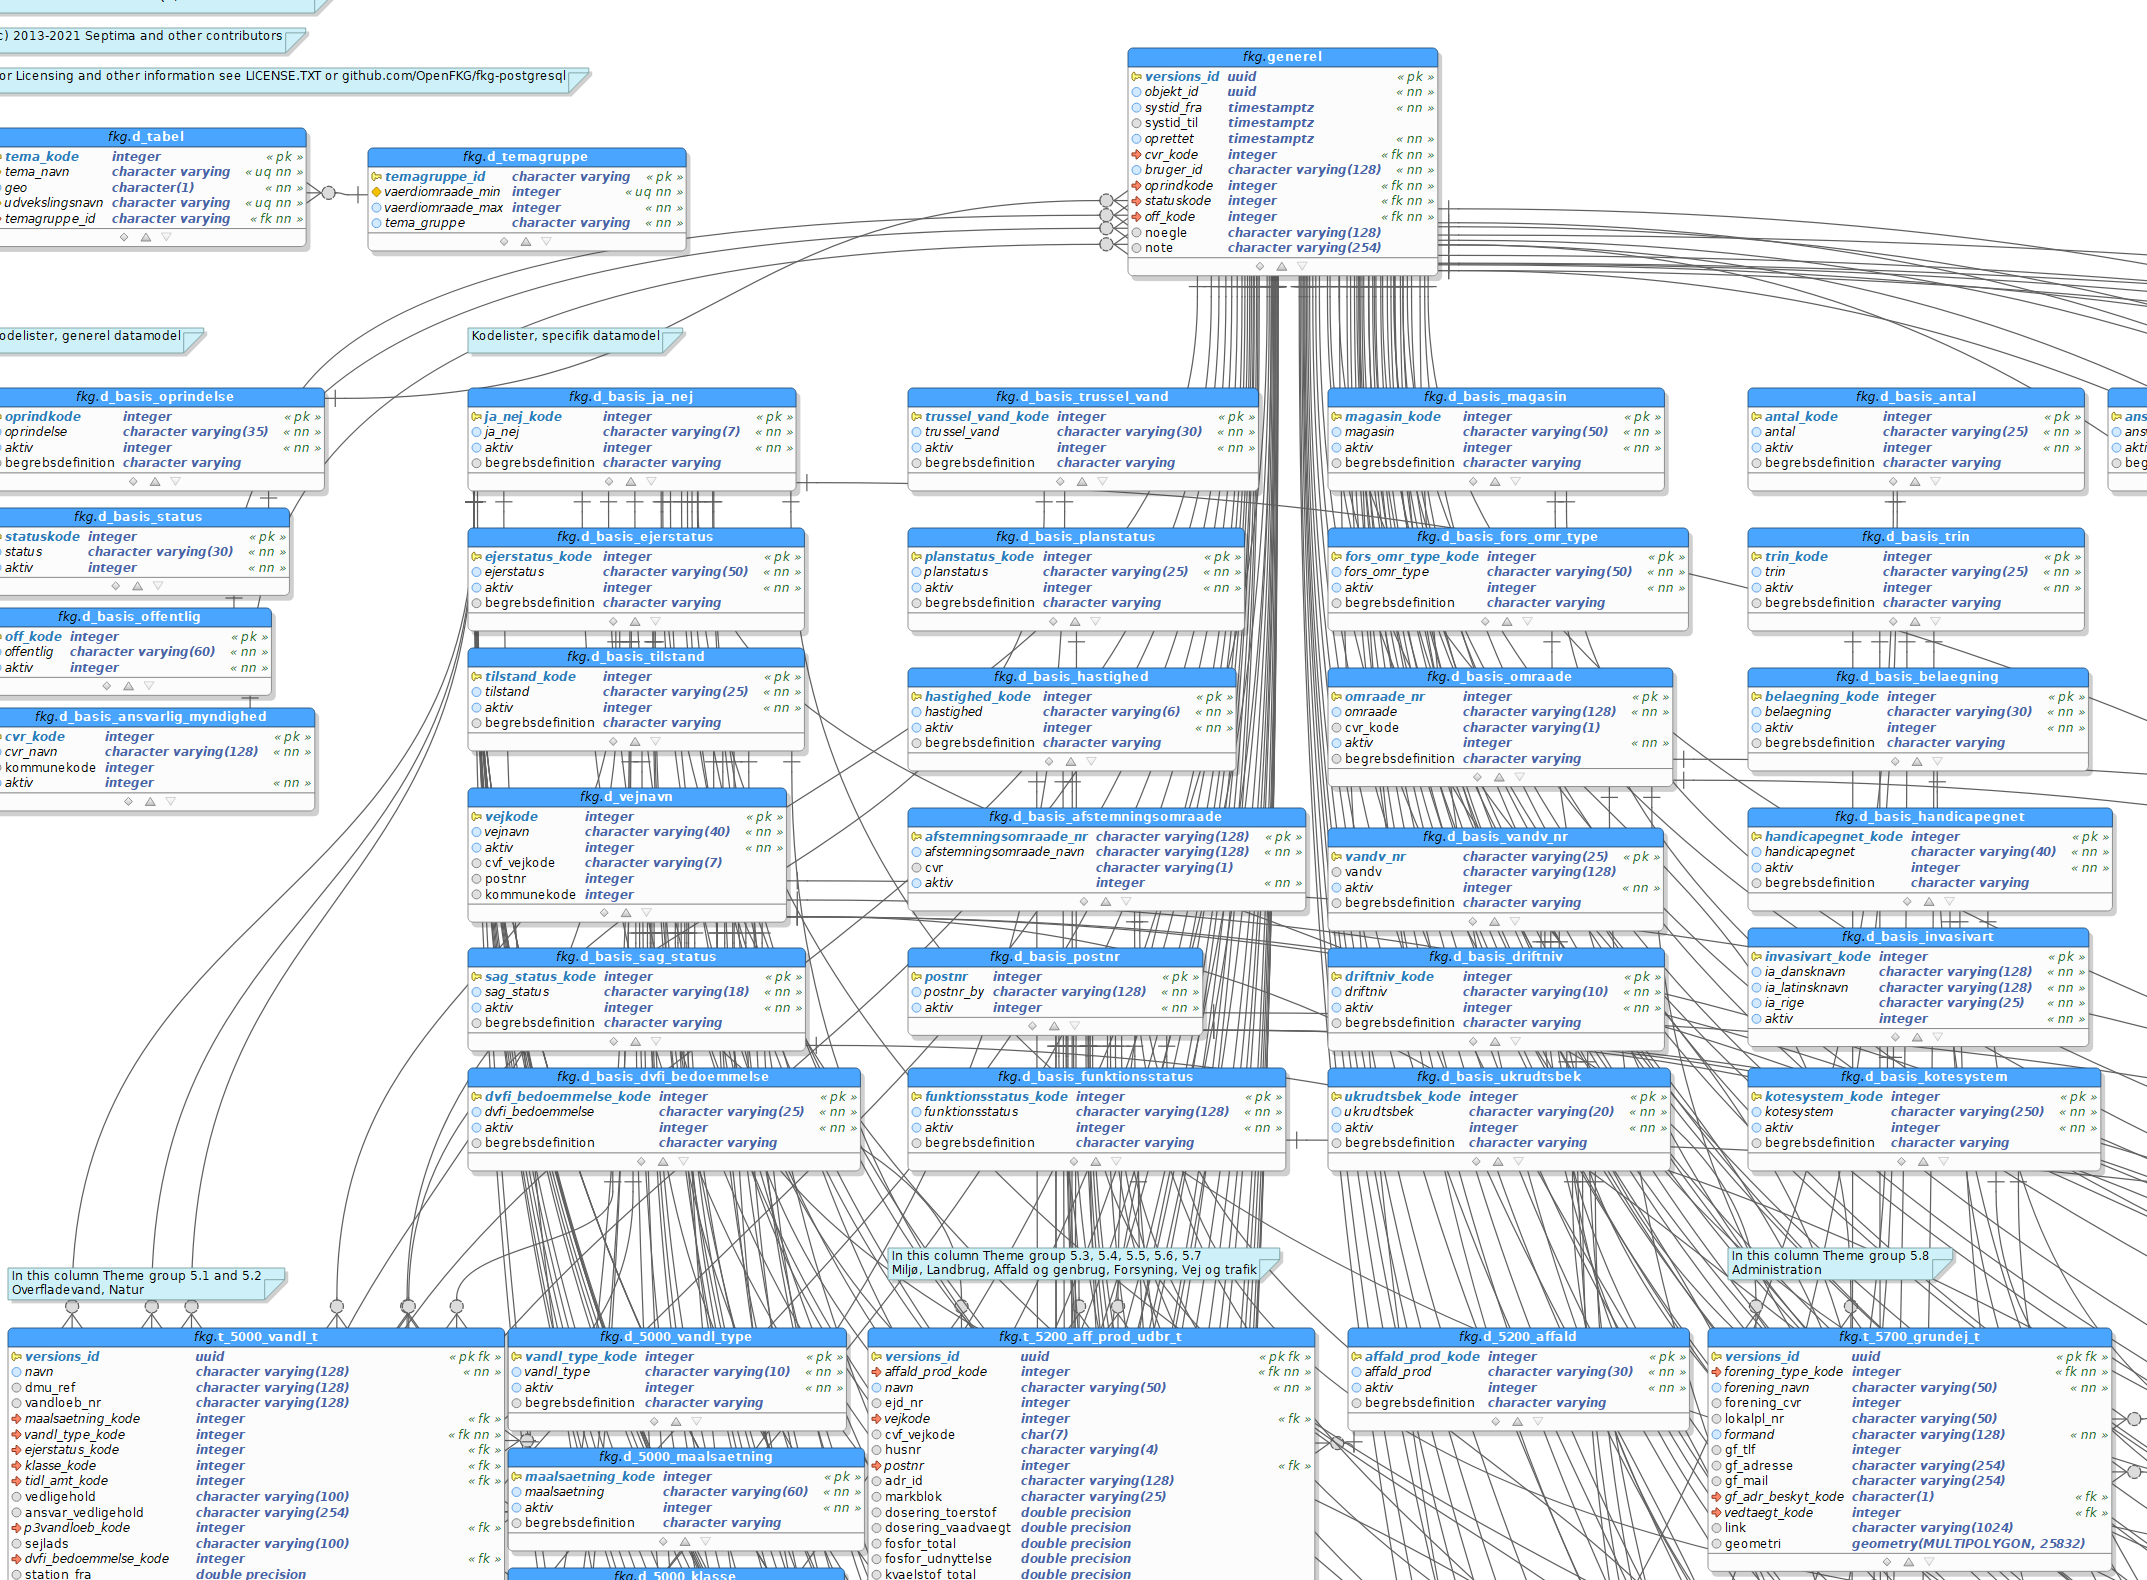 c) 2013-2021 Septima and other contributors
or Licensing and other information see LICENSE.TXT or github.com/OpenFKG/fkg-postgresql
fkg.generel
versions_id uuid « pk »
objekt_id uuid « nn »
systid_fra timestamptz « nn »
systid_til timestamptz
oprettet timestamptz « nn »
cvr_kode integer « fk nn »
bruger_id character varying(128) « nn »
oprindkode integer « fk nn »
statuskode integer « fk nn »
off_kode integer « fk nn »
noegle character varying(128)
note character varying(254)
fkg.d_tabel
tema_kode integer « pk »
tema_navn character varying « uq nn »
geo character(1) « nn »
udvekslingsnavn character varying « uq nn »
temagruppe_id character varying « fk nn »
fkg.d_temagruppe
temagruppe_id character varying « pk »
vaerdiomraade_min integer « uq nn »
vaerdiomraade_max integer « nn »
tema_gruppe character varying « nn »
odelister, generel datamodel
Kodelister, specifik datamodel
fkg.d_basis_oprindelse
oprindkode integer « pk »
oprindelse character varying(35) « nn »
aktiv integer « nn »
begrebsdefinition character varying
fkg.d_basis_status
statuskode integer « pk »
status character varying(30) « nn »
aktiv integer « nn »
fkg.d_basis_offentlig
off_kode integer « pk »
offentlig character varying(60) « nn »
aktiv integer « nn »
fkg.d_basis_ansvarlig_myndighed
cvr_kode integer « pk »
cvr_navn character varying(128) « nn »
kommunekode integer
aktiv integer « nn »
fkg.d_basis_ja_nej
ja_nej_kode integer « pk »
ja_nej character varying(7) « nn »
aktiv integer « nn »
begrebsdefinition character varying
fkg.d_basis_ejerstatus
ejerstatus_kode integer « pk »
ejerstatus character varying(50) « nn »
aktiv integer « nn »
begrebsdefinition character varying
fkg.d_basis_tilstand
tilstand_kode integer « pk »
tilstand character varying(25) « nn »
aktiv integer « nn »
begrebsdefinition character varying
fkg.d_vejnavn
vejkode integer « pk »
vejnavn character varying(40) « nn »
aktiv integer « nn »
cvf_vejkode character varying(7)
postnr integer
kommunekode integer
fkg.d_basis_sag_status
sag_status_kode integer « pk »
sag_status character varying(18) « nn »
aktiv integer « nn »
begrebsdefinition character varying
fkg.d_basis_dvfi_bedoemmelse
dvfi_bedoemmelse_kode integer « pk »
dvfi_bedoemmelse character varying(25) « nn »
aktiv integer « nn »
begrebsdefinition character varying
fkg.d_basis_trussel_vand
trussel_vand_kode integer « pk »
trussel_vand character varying(30) « nn »
aktiv integer « nn »
begrebsdefinition character varying
fkg.d_basis_planstatus
planstatus_kode integer « pk »
planstatus character varying(25) « nn »
aktiv integer « nn »
begrebsdefinition character varying
fkg.d_basis_hastighed
hastighed_kode integer « pk »
hastighed character varying(6) « nn »
aktiv integer « nn »
begrebsdefinition character varying
fkg.d_basis_afstemningsomraade
afstemningsomraade_nr character varying(128) « pk »
afstemningsomraade_navn character varying(128) « nn »
cvr character varying(1)
aktiv integer « nn »
fkg.d_basis_postnr
postnr integer « pk »
postnr_by character varying(128) « nn »
aktiv integer « nn »
fkg.d_basis_funktionsstatus
funktionsstatus_kode integer « pk »
funktionsstatus character varying(128) « nn »
aktiv integer « nn »
begrebsdefinition character varying
fkg.d_basis_magasin
magasin_kode integer « pk »
magasin character varying(50) « nn »
aktiv integer « nn »
begrebsdefinition character varying
fkg.d_basis_fors_omr_type
fors_omr_type_kode integer « pk »
fors_omr_type character varying(50) « nn »
aktiv integer « nn »
begrebsdefinition character varying
fkg.d_basis_omraade
omraade_nr integer « pk »
omraade character varying(128) « nn »
cvr_kode character varying(1)
aktiv integer « nn »
begrebsdefinition character varying
fkg.d_basis_vandv_nr
vandv_nr character varying(25) « pk »
vandv character varying(128)
aktiv integer « nn »
begrebsdefinition character varying
fkg.d_basis_driftniv
driftniv_kode integer « pk »
driftniv character varying(10) « nn »
aktiv integer « nn »
begrebsdefinition character varying
fkg.d_basis_ukrudtsbek
ukrudtsbek_kode integer « pk »
ukrudtsbek character varying(20) « nn »
aktiv integer « nn »
begrebsdefinition character varying
fkg.d_basis_antal
antal_kode integer « pk »
antal character varying(25) « nn »
aktiv integer « nn »
begrebsdefinition character varying
fkg.d_basis_trin
trin_kode integer « pk »
trin character varying(25) « nn »
aktiv integer « nn »
begrebsdefinition character varying
fkg.d_basis_belaegning
belaegning_kode integer « pk »
belaegning character varying(30) « nn »
aktiv integer « nn »
begrebsdefinition character varying
fkg.d_basis_handicapegnet
handicapegnet_kode integer « pk »
handicapegnet character varying(40) « nn »
aktiv integer « nn »
begrebsdefinition character varying
fkg.d_basis_invasivart
invasivart_kode integer « pk »
ia_dansknavn character varying(128) « nn »
ia_latinsknavn character varying(128) « nn »
ia_rige character varying(25) « nn »
aktiv integer « nn »
fkg.d_basis_kotesystem
kotesystem_kode integer « pk »
kotesystem character varying(250) « nn »
aktiv integer « nn »
begrebsdefinition character varying
In this column Theme group 5.1 and 5.2
Overfladevand, Natur
In this column Theme group 5.3, 5.4, 5.5, 5.6, 5.7
Miljø, Landbrug, Affald og genbrug, Forsyning, Vej og trafik
In this column Theme group 5.8
Administration
fkg.t_5000_vandl_t
versions_id uuid « pk fk »
navn character varying(128) « nn »
dmu_ref character varying(128)
vandloeb_nr character varying(128)
maalsaetning_kode integer « fk »
vandl_type_kode integer « fk nn »
ejerstatus_kode integer « fk »
klasse_kode integer « fk »
tidl_amt_kode integer « fk »
vedligehold character varying(100)
ansvar_vedligehold character varying(254)
p3vandloeb_kode integer « fk »
sejlads character varying(100)
dvfi_bedoemmelse_kode integer « fk »
station_fra double precision
fkg.d_5000_vandl_type
vandl_type_kode integer « pk »
vandl_type character varying(10) « nn »
aktiv integer « nn »
begrebsdefinition character varying
fkg.d_5000_maalsaetning
maalsaetning_kode integer « pk »
maalsaetning character varying(60) « nn »
aktiv integer « nn »
begrebsdefinition character varying
fkg.d_5000_klasse
fkg.t_5200_aff_prod_udbr_t
versions_id uuid « pk fk »
affald_prod_kode integer « fk nn »
navn character varying(50) « nn »
ejd_nr integer
vejkode integer « fk »
cvf_vejkode char(7)
husnr character varying(4)
postnr integer « fk »
adr_id character varying(128)
markblok character varying(25)
dosering_toerstof double precision
dosering_vaadvaegt double precision
fosfor_total double precision
fosfor_udnyttelse double precision
kvaelstof_total double precision
fkg.d_5200_affald
affald_prod_kode integer « pk »
affald_prod character varying(30) « nn »
aktiv integer « nn »
begrebsdefinition character varying
fkg.t_5700_grundej_t
versions_id uuid « pk fk »
forening_type_kode integer « fk nn »
forening_navn character varying(50) « nn »
forening_cvr integer
lokalpl_nr character varying(50)
formand character varying(128) « nn »
gf_tlf integer
gf_adresse character varying(254)
gf_mail character varying(254)
gf_adr_beskyt_kode character(1) « fk »
vedtaegt_kode integer « fk »
link character varying(1024)
geometri geometry(MULTIPOLYGON, 25832)